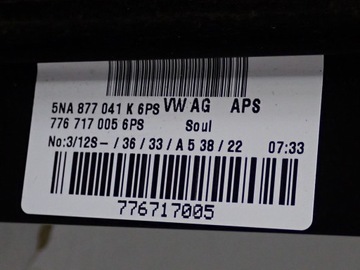 5NA 877 041 K 6PS VW AG APS
776 717 005 6PS Soul
No:3/12S- / 36 / 33 / A 5 38 / 22 07:33
776717005